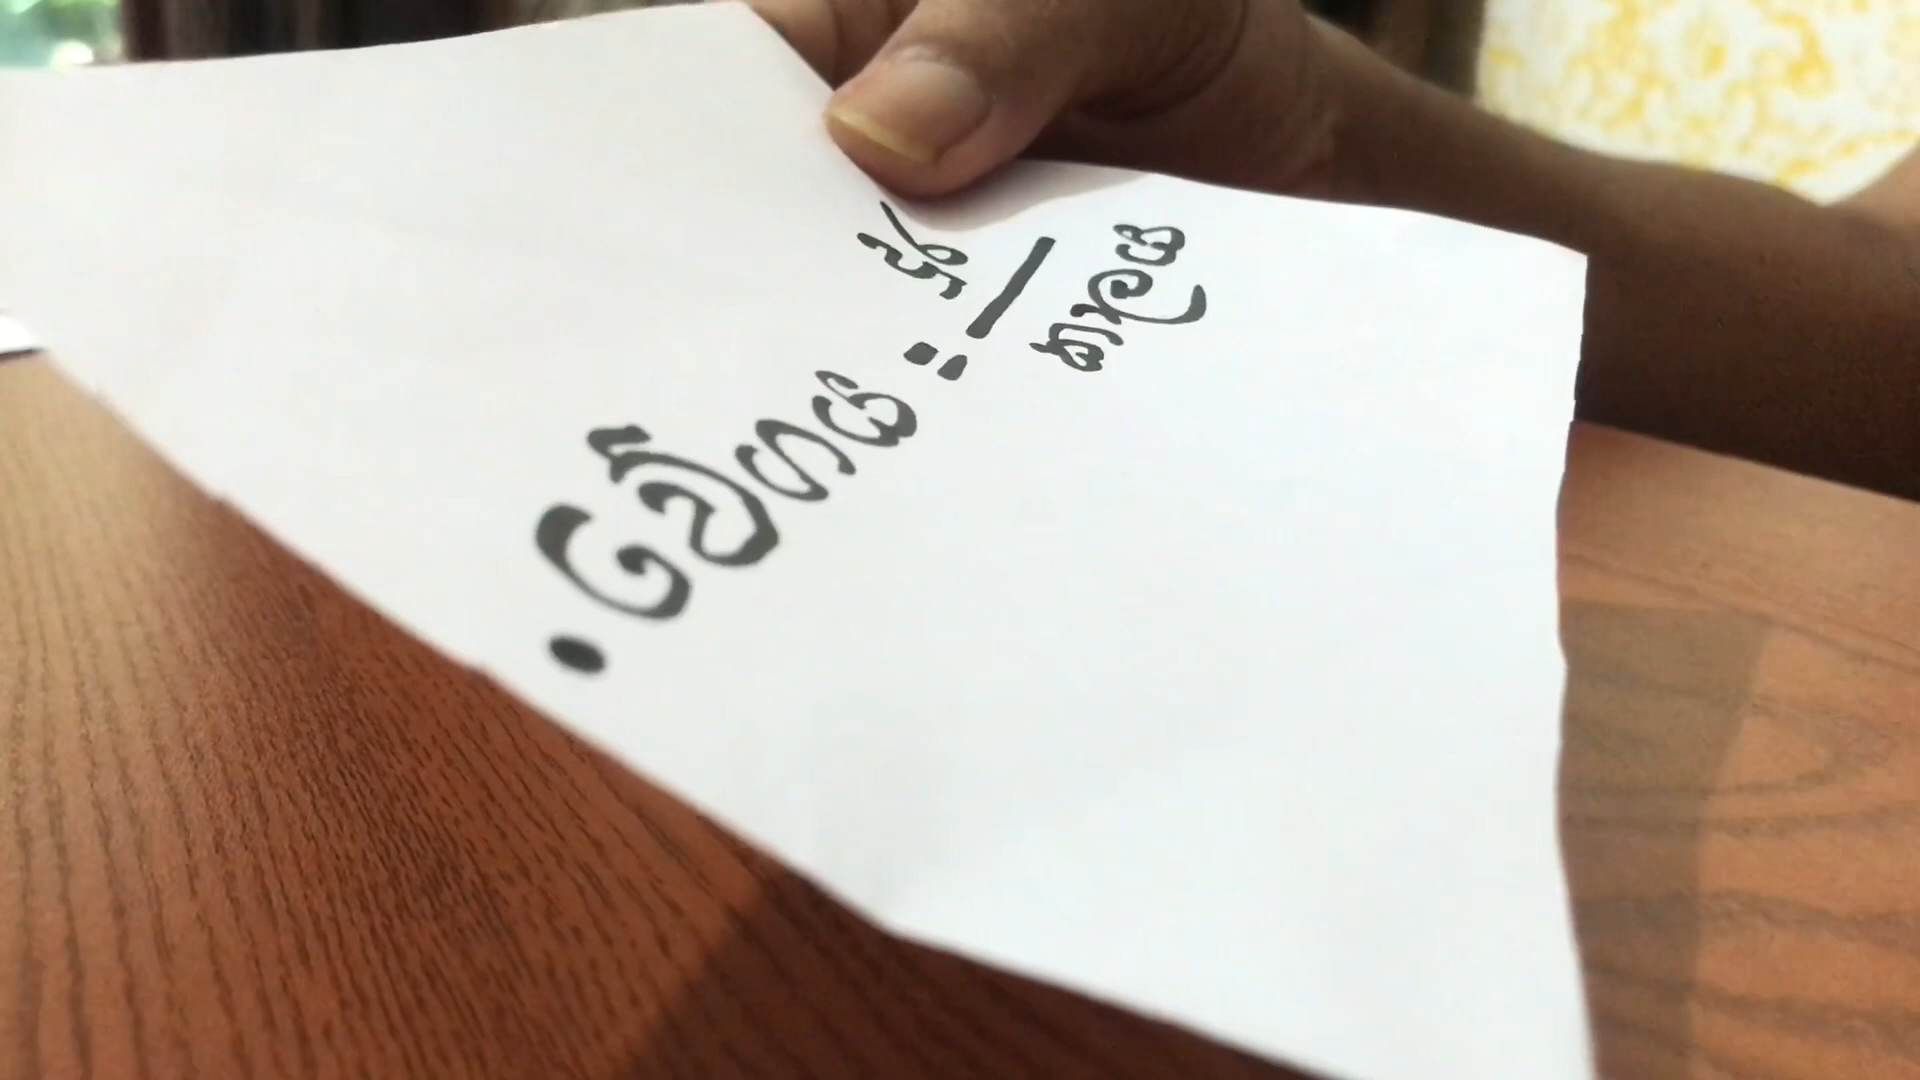 • වේගය = දුර / කාලය